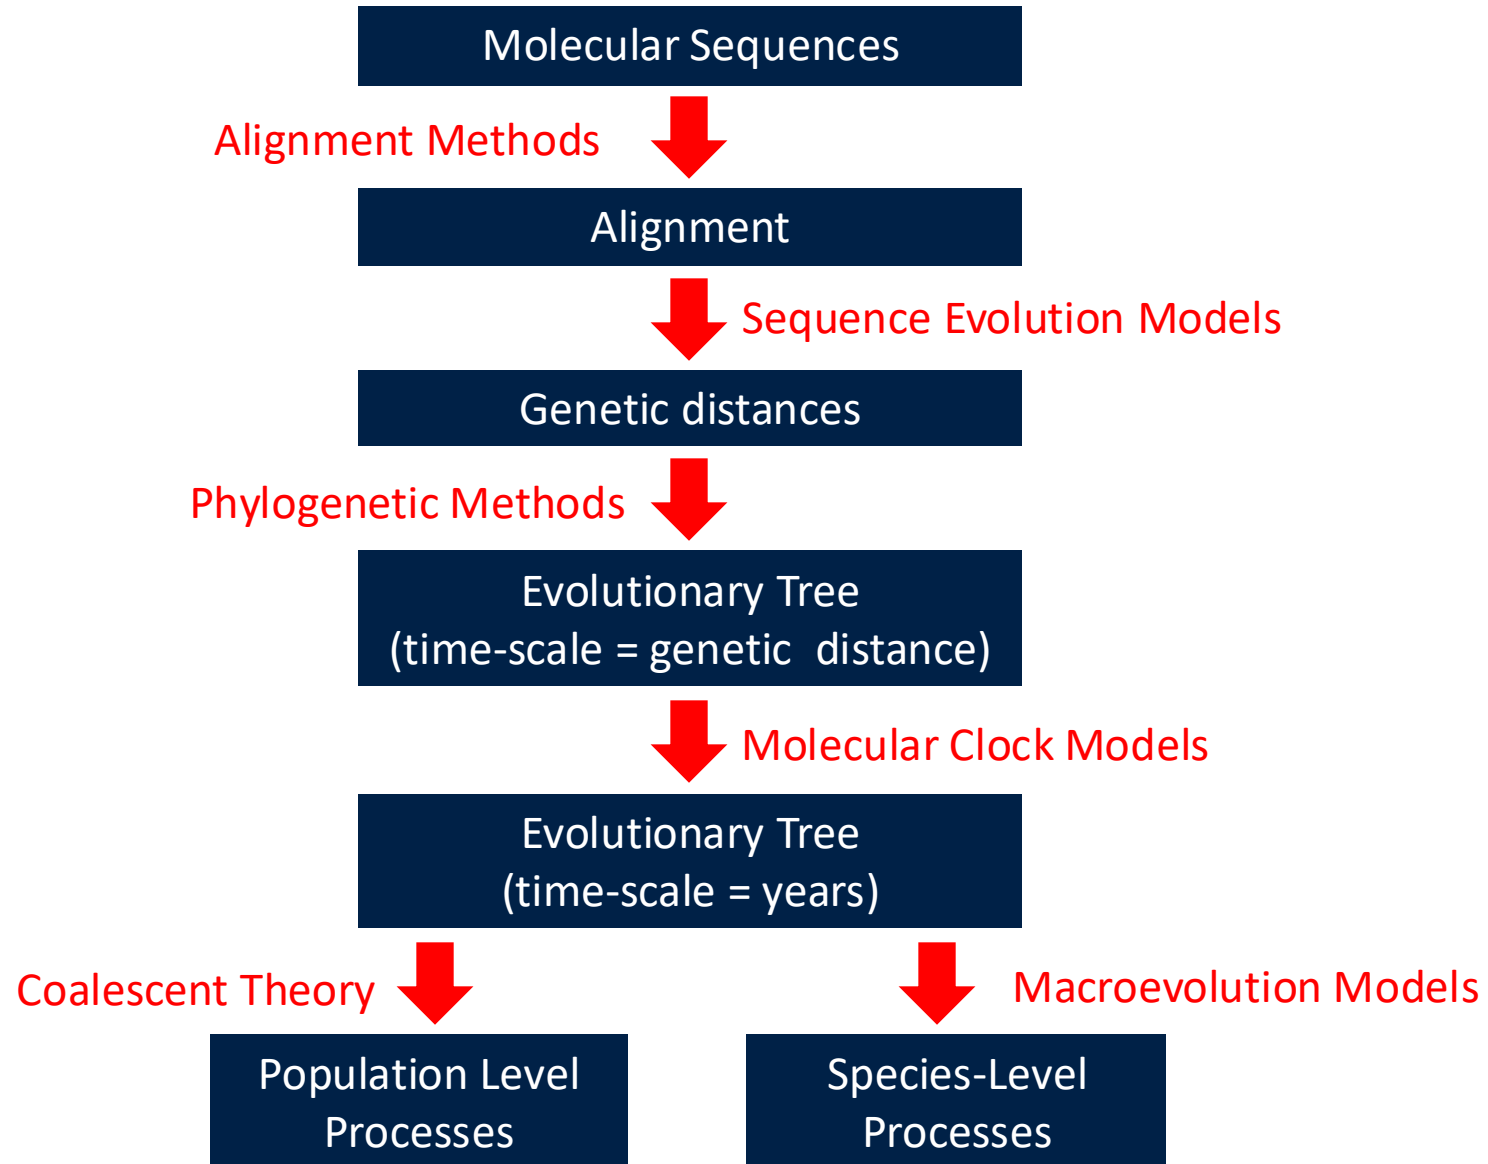 Molecular Sequences
Alignment Methods
Alignment
Sequence Evolution Models
Genetic distances
Phylogenetic Methods
Evolutionary Tree
(time-scale = genetic  distance)
Molecular Clock Models
Evolutionary Tree
(time-scale = years)
Coalescent Theory
Macroevolution Models
Population Level
Processes
Species-Level
Processes